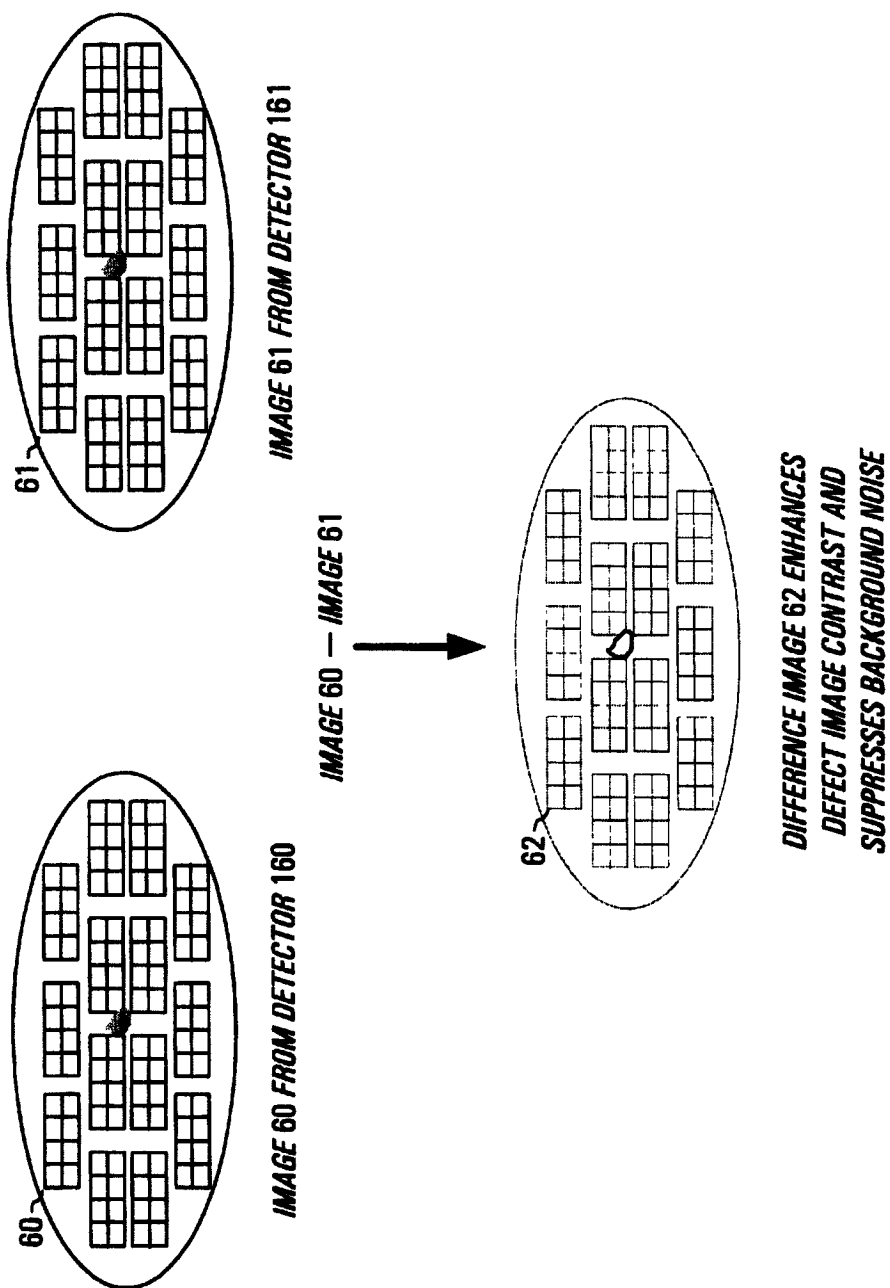 60
IMAGE 60 FROM DETECTOR 160
61
IMAGE 61 FROM DETECTOR 161
IMAGE 60 — IMAGE 61
62
DIFFERENCE IMAGE 62 ENHANCES
DEFECT IMAGE CONTRAST AND
SUPPRESSES BACKGROUND NOISE